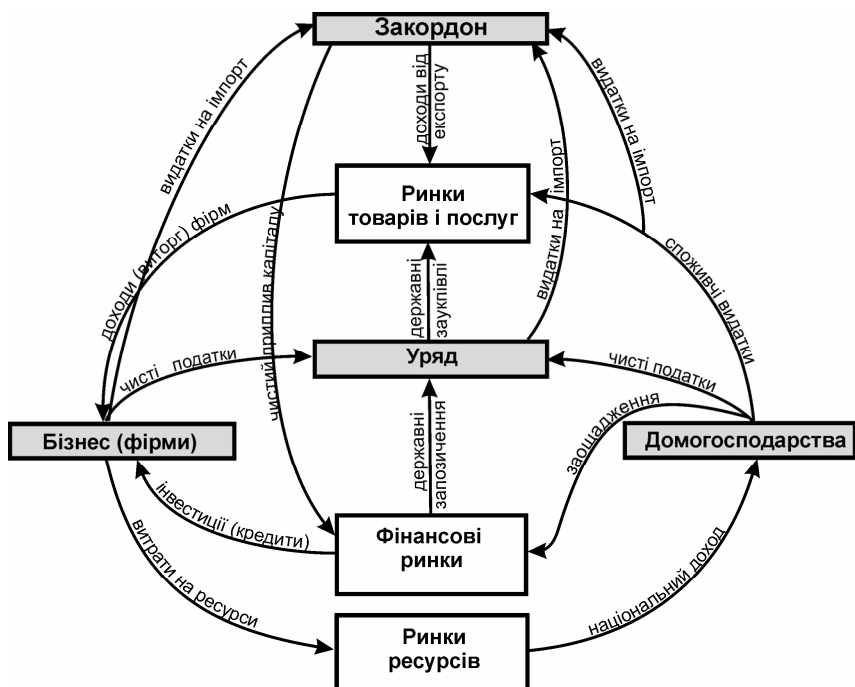 Закордон
видатки на імпорт
доходи від
експорту
видатки на імпорт
видатки на імпорт
Ринки
товарів і послуг
доходи (виторг) фірм
чистий приплив капіталу
державні
заукпівлі
споживчі видатки
чисті податки
Уряд
чисті податки
Бізнес (фірми)
заощадження
Домогосподарства
державні
запозичення
інвестиції (кредити)
Фінансові
ринки
витрати на ресурси
національний доход
Ринки
ресурсів